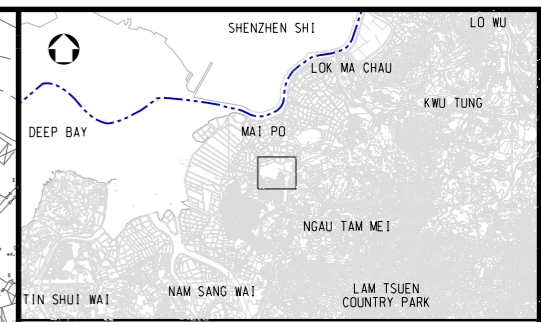 SHENZHEN SHI
LO WU
LOK MA CHAU
KWU TUNG
DEEP BAY
MAI PO
NGAU TAM MEI
TIN SHUI WAI
NAM SANG WAI
LAM TSUEN
COUNTRY PARK